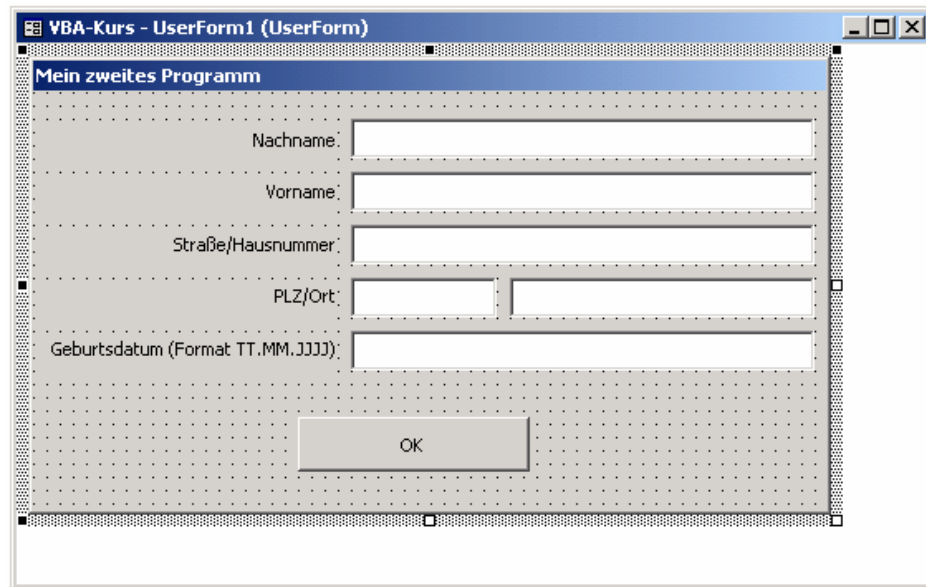 VBA-Kurs - UserForm1 (UserForm)
Mein zweites Programm
Nachname
Vorname
Straße/Hausnummer
PLZ/Ort
Geburtsdatum (Format TT.MM.JJJJ)
OK